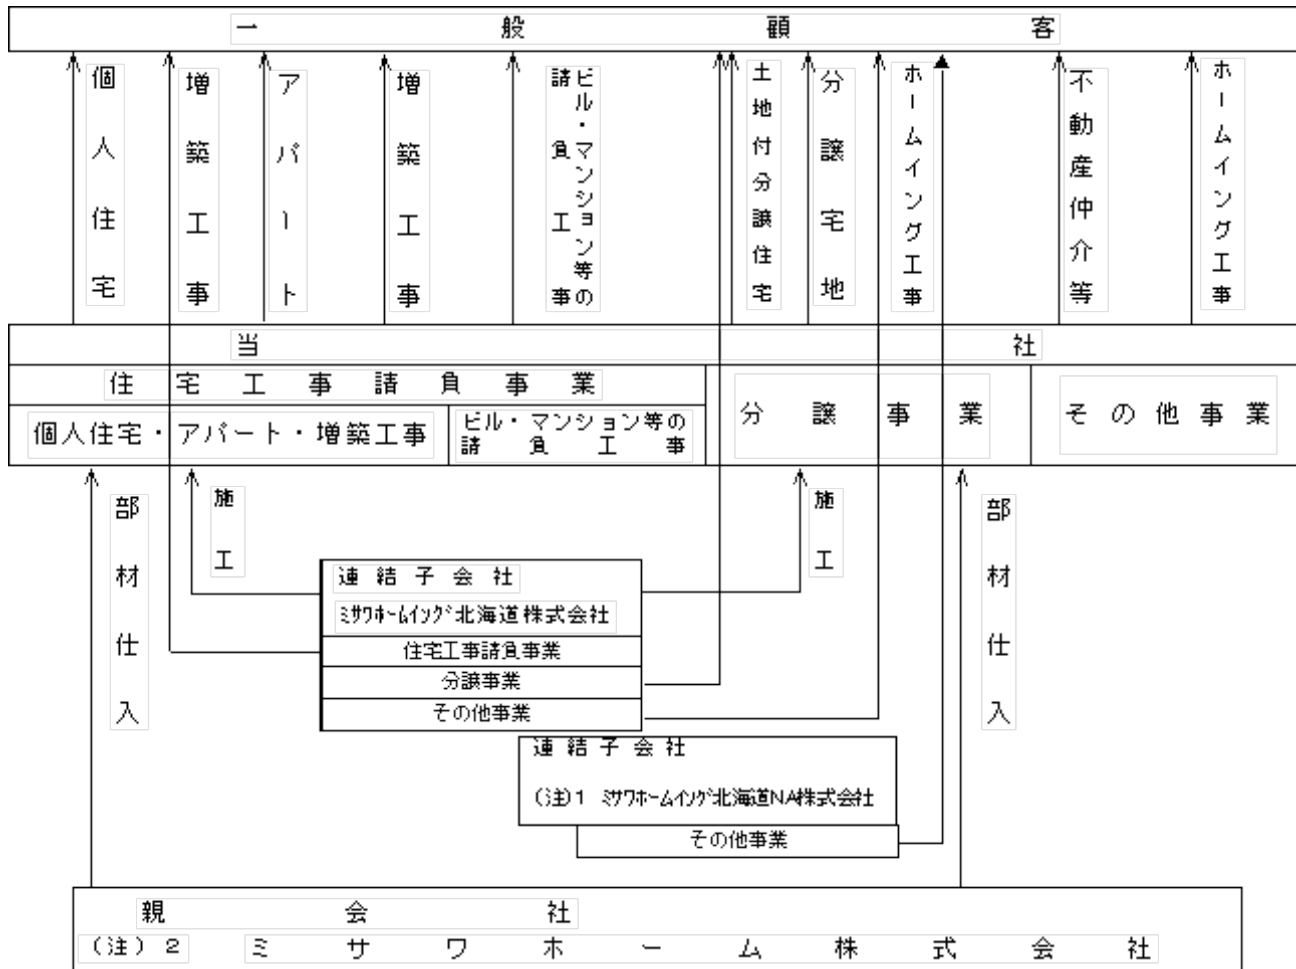 一般顧客
個人住宅
増築工事
アパート
増築工事
ビル・マンション等の
請負工事
土地付分譲住宅
分譲宅地
ホームイング工事
不動産仲介等
ホームイング工事
当社
住宅工事請負事業
分譲事業
その他事業
個人住宅・アパート・増築工事
ビル・マンション等の
請負工事
部材仕入
施工
施工
部材仕入
連結子会社
ﾐｻﾜﾎｰﾑｲﾝｸﾞ北海道株式会社
住宅工事請負事業
分譲事業
その他事業
連結子会社
(注)1 ﾐｻﾜﾎｰﾑｲﾝｸﾞ北海道NA株式会社
その他事業
親会社
(注)2 ミサワホーム株式会社